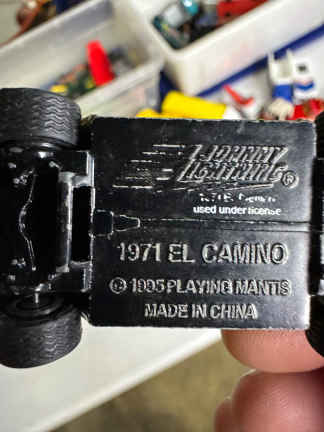 JOHNNY
LIGHTNING®
used under license
1971 EL CAMINO
© 1995 PLAYING MANTIS
MADE IN CHINA